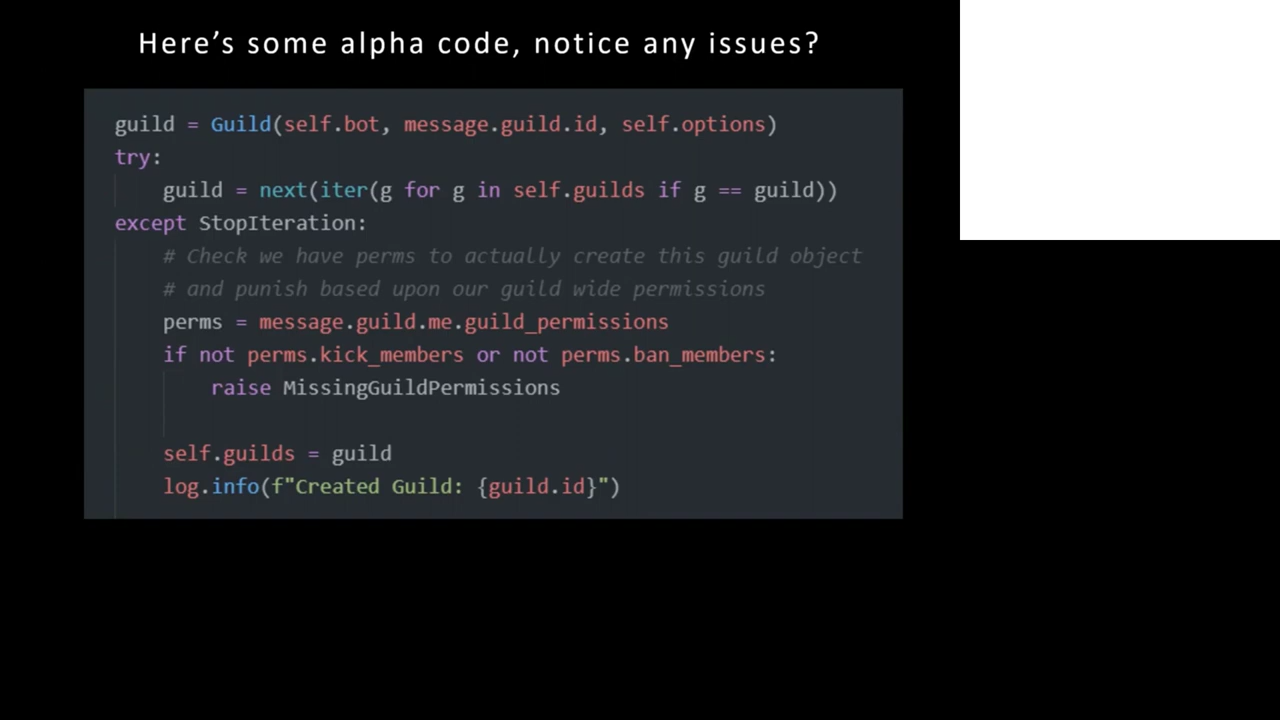 Here’s some alpha code, notice any issues?
guild = Guild(self.bot, message.guild.id, self.options)
try:
    guild = next(iter(g for g in self.guilds if g == guild))
except StopIteration:
    # Check we have perms to actually create this guild object
    # and punish based upon our guild wide permissions
    perms = message.guild.me.guild_permissions
    if not perms.kick_members or not perms.ban_members:
        raise MissingGuildPermissions
    self.guilds = guild
    log.info(f"Created Guild: {guild.id}")